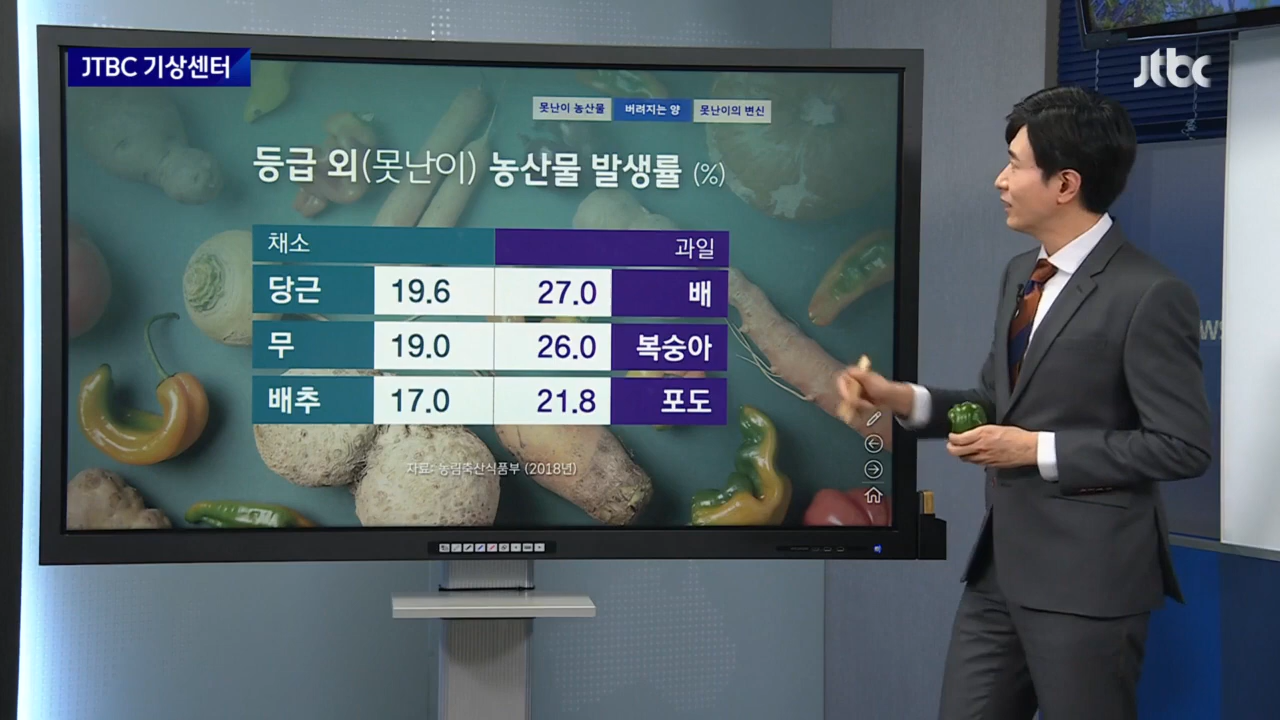 JTBC 기상센터
jtbc
못난이 농산물 버려지는 양 못난이의 변신
등급 외(못난이) 농산물 발생률 (%)
채소 과일
당근 19.6 27.0 배
무 19.0 26.0 복숭아
배추 17.0 21.8 포도
자료: 농림축산식품부 (2018년)